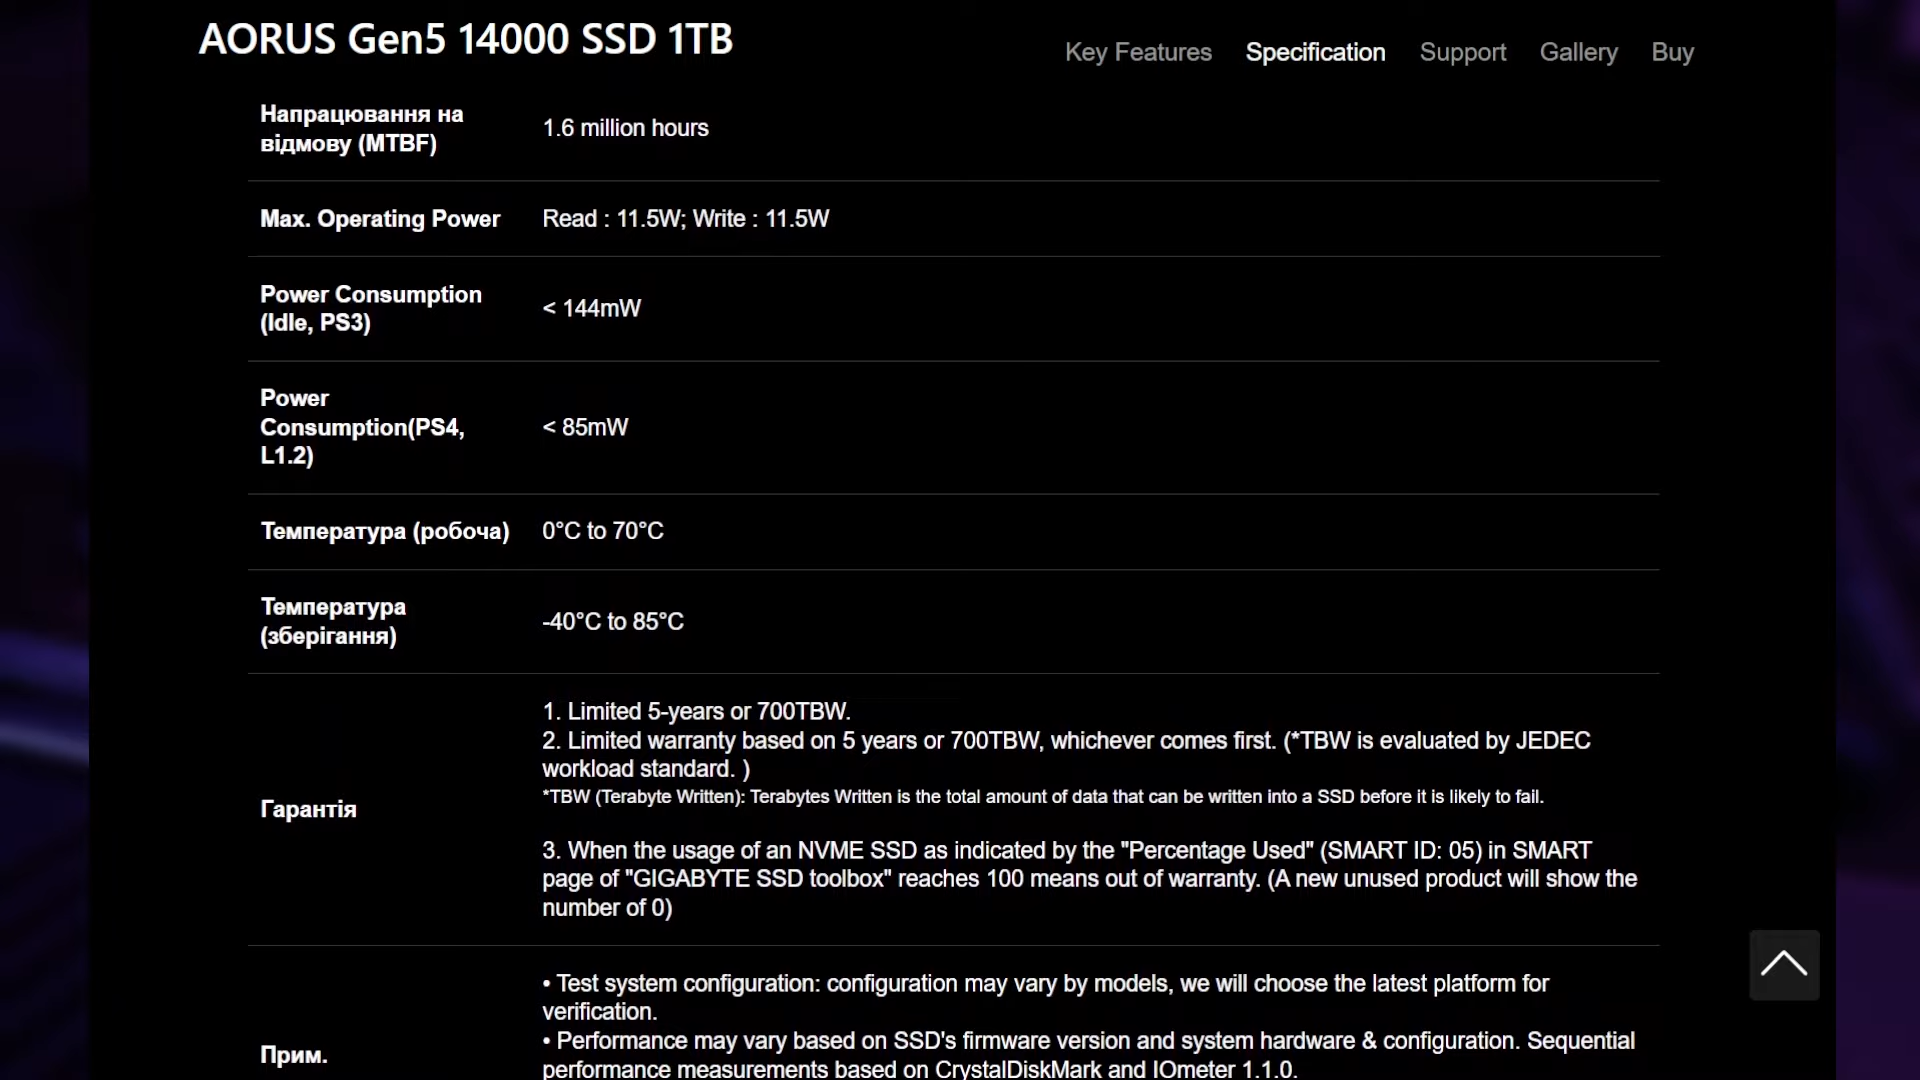 AORUS Gen5 14000 SSD 1TB
Key Features Specification Support Gallery Buy
Напрацювання на
відмову (MTBF)
1.6 million hours
Max. Operating Power
Read : 11.5W; Write : 11.5W
Power Consumption
(Idle, PS3)
< 144mW
Power
Consumption(PS4,
L1.2)
< 85mW
Температура (робоча)
0°C to 70°C
Температура
(зберігання)
-40°C to 85°C
Гарантія
1. Limited 5-years or 700TBW.
2. Limited warranty based on 5 years or 700TBW, whichever comes first. (*TBW is evaluated by JEDEC
workload standard. )
*TBW (Terabyte Written): Terabytes Written is the total amount of data that can be written into a SSD before it is likely to fail.
3. When the usage of an NVME SSD as indicated by the "Percentage Used" (SMART ID: 05) in SMART
page of "GIGABYTE SSD toolbox" reaches 100 means out of warranty. (A new unused product will show the
number of 0)
Прим.
• Test system configuration: configuration may vary by models, we will choose the latest platform for
verification.
• Performance may vary based on SSD's firmware version and system hardware & configuration. Sequential
performance measurements based on CrystalDiskMark and IOmeter 1.1.0.